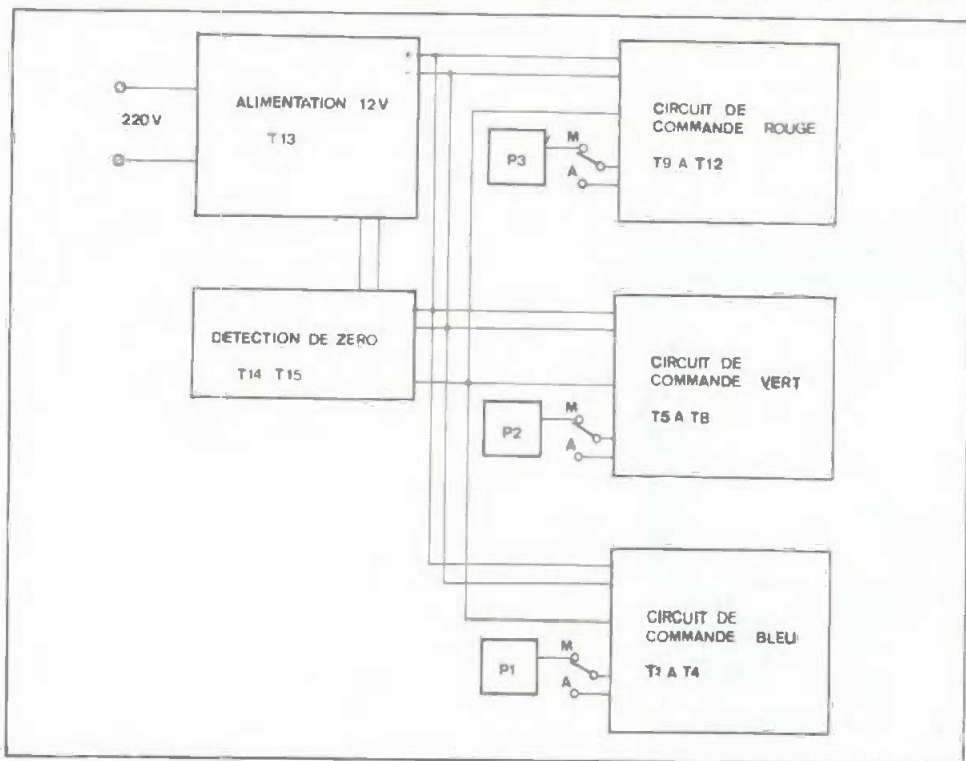 220V
ALIMENTATION 12V
T13
+
-
DETECTION DE ZERO
T14 T15
CIRCUIT DE
COMMANDE ROUGE
T9 A T12
P3
M
A
CIRCUIT DE
COMMANDE VERT
T5 A T8
P2
M
A
CIRCUIT DE
COMMANDE BLEU
A T4
P1
M
A